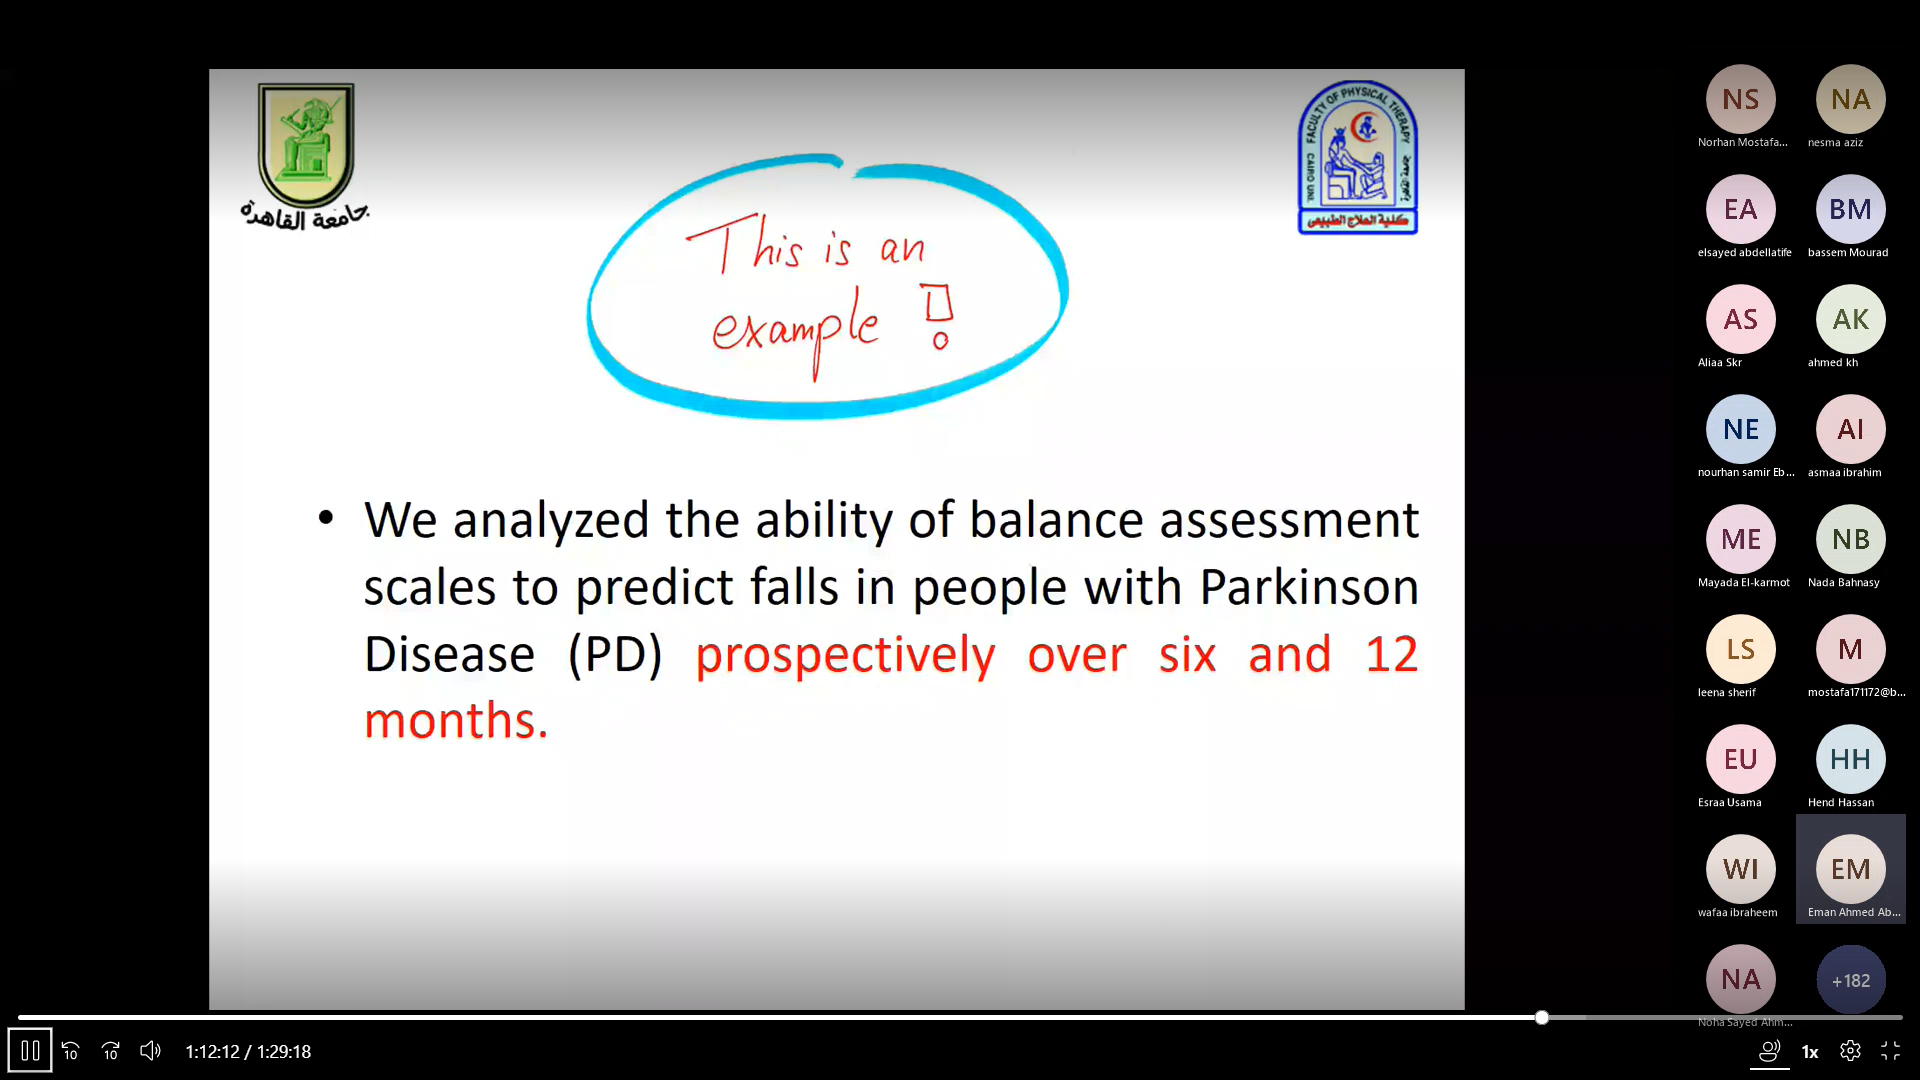 جامعة القاهرة
FACULTY OF PHYSICAL THERAPY
CAIRO UNI.
كلية العلاج الطبيعى
This is an
example !
• We analyzed the ability of balance assessment
scales to predict falls in people with Parkinson
Disease (PD) prospectively over six and 12
months.
NS
NA
Norhan Mostafa...
nesma aziz
EA
BM
elsayed abdellatife
bassem Mourad
AS
AK
Aliaa Skr
ahmed kh
NE
AI
nourhan samir Eb...
asmaa ibrahim
ME
NB
Mayada El-karmot
Nada Bahnasy
LS
M
leena sherif
mostafa171172@b...
EU
HH
Esraa Usama
Hend Hassan
WI
EM
wafaa ibraheem
Eman Ahmed Ab...
NA
+182
Noha Sayed Ahm...
10
10
1:12:12 / 1:29:18
1x